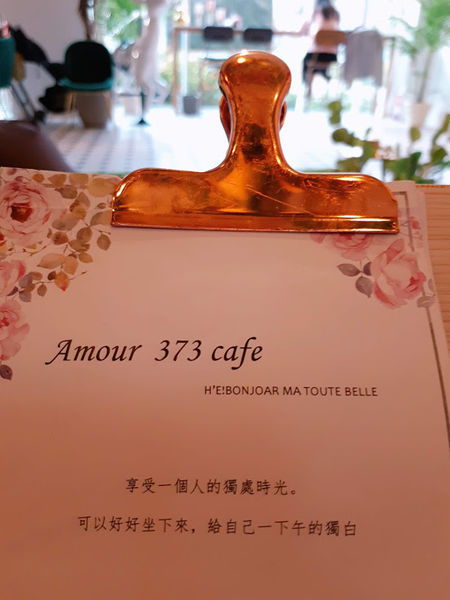 Amour 373 cafe
H'E!BONJOAR MA TOUTE BELLE
享受一個人的獨處時光。
可以好好坐下來，給自己一下午的獨白